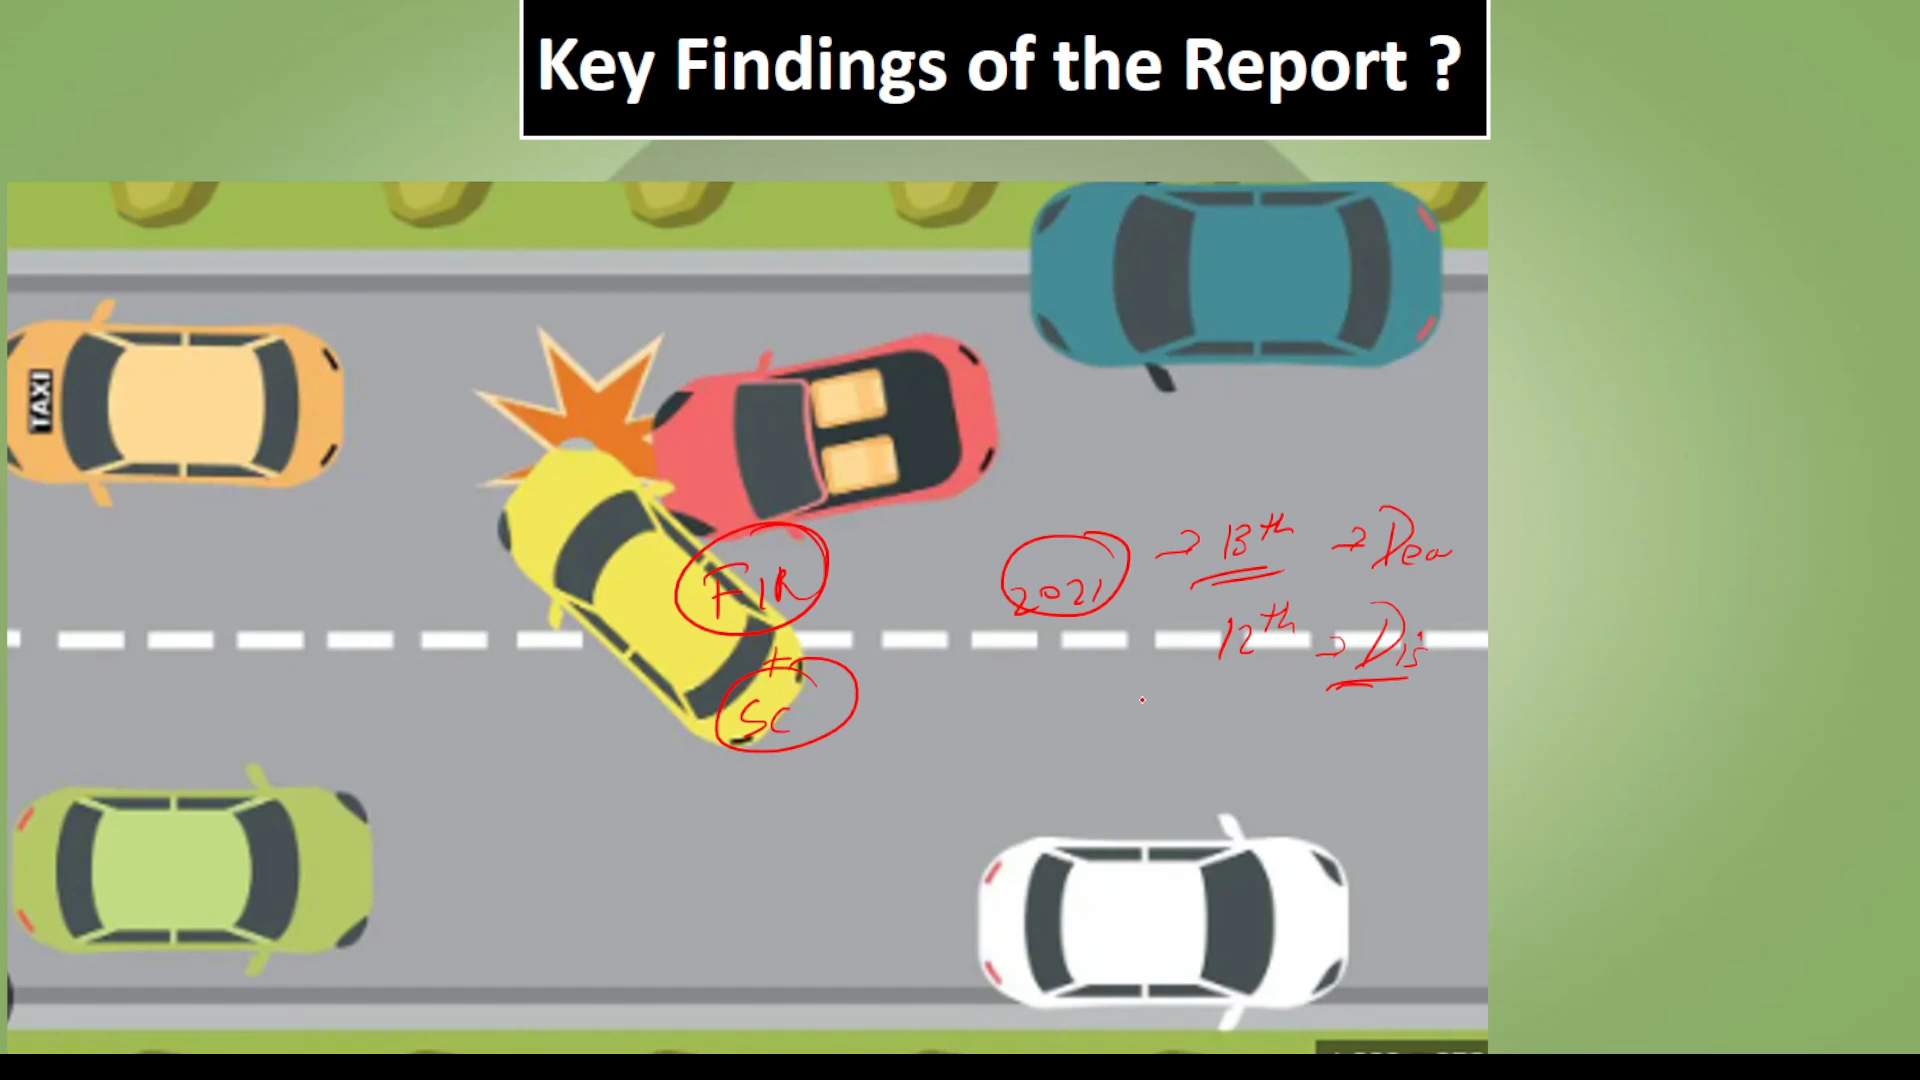 Key Findings of the Report ?
TAXI
FIR
+
SC
2021 → 13th → Dea
12th → Dis